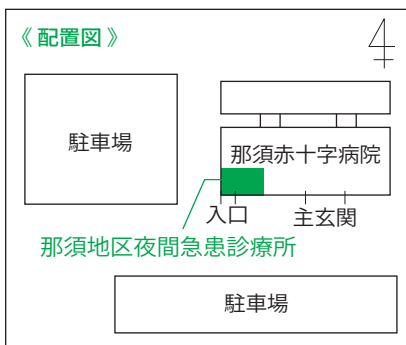 《 配置図 》
駐車場
那須赤十字病院
入口
主玄関
那須地区夜間急患診療所
駐車場